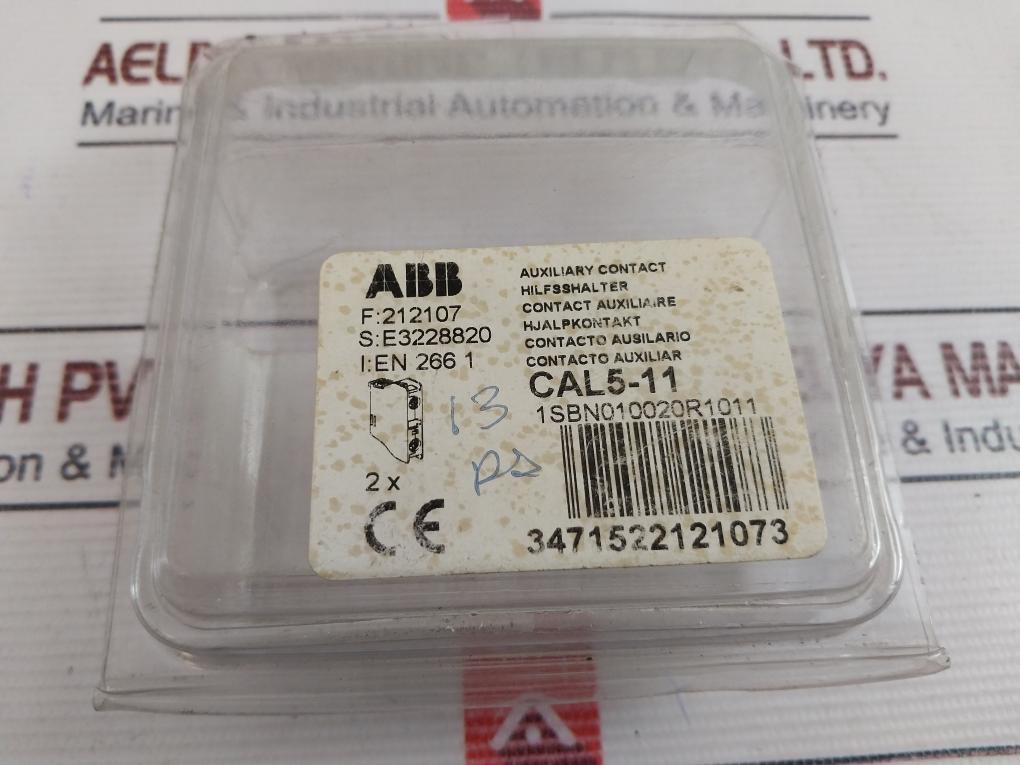 LTD.
Marin & Industrial Automation & Ma inery
ABB
F:212107
S:E3228820
I:EN 266 1
2 x
CE
AUXILIARY CONTACT
HILFSSHALTER
CONTACT AUXILIAIRE
HJALPKONTAKT
CONTACTO AUSILARIO
CONTACTO AUXILIAR
CAL5-11
1SBN010020R1011
3471522121073
13
H PV
YA MA
on & M
& Indu